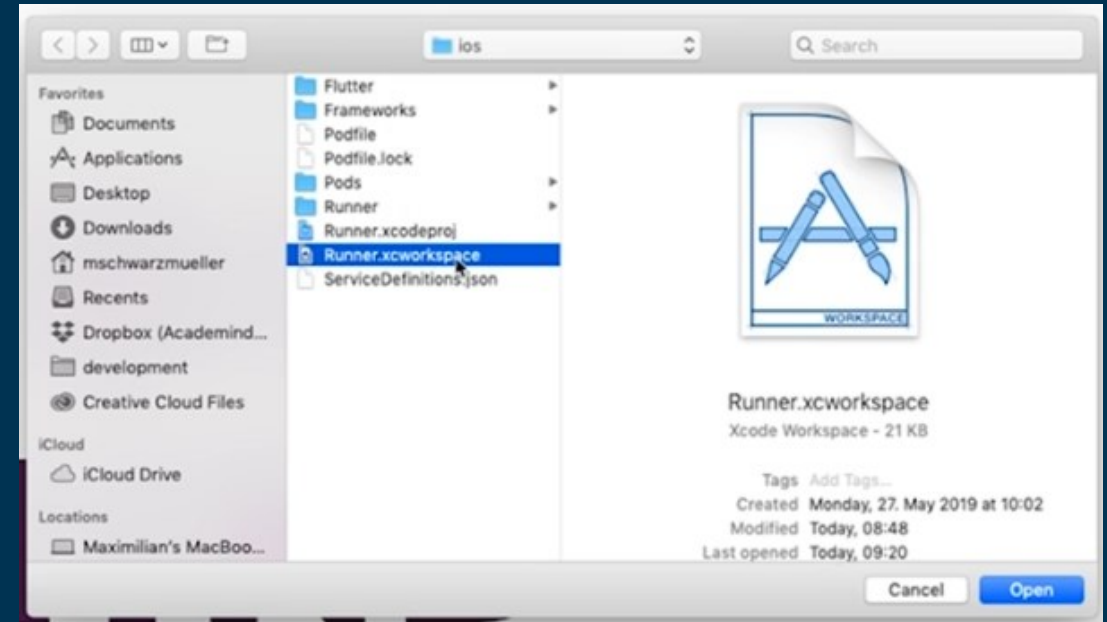 ios
Search
Favorites
Documents
Applications
Desktop
Downloads
mschwarzmueller
Recents
Dropbox (Academind...
development
Creative Cloud Files
iCloud
iCloud Drive
Locations
Maximilian's MacBoo...
Flutter
Frameworks
Podfile
Podfile.lock
Pods
Runner
Runner.xcodeproj
Runner.xcworkspace
ServiceDefinitions.json
WORKSPACE
Runner.xcworkspace
Xcode Workspace - 21 KB
Tags Add Tags...
Created Monday, 27. May 2019 at 10:02
Modified Today, 08:48
Last opened Today, 09:20
Cancel Open